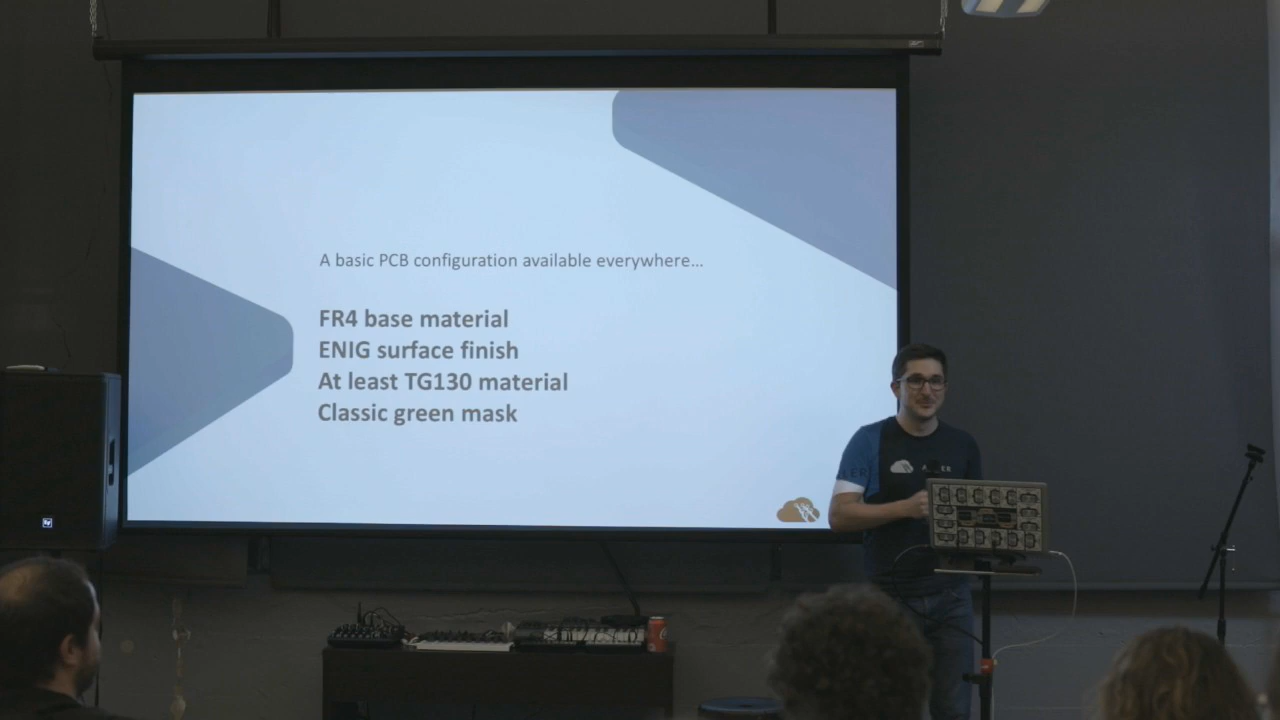 A basic PCB configuration available everywhere...
FR4 base material
ENIG surface finish
At least TG130 material
Classic green mask